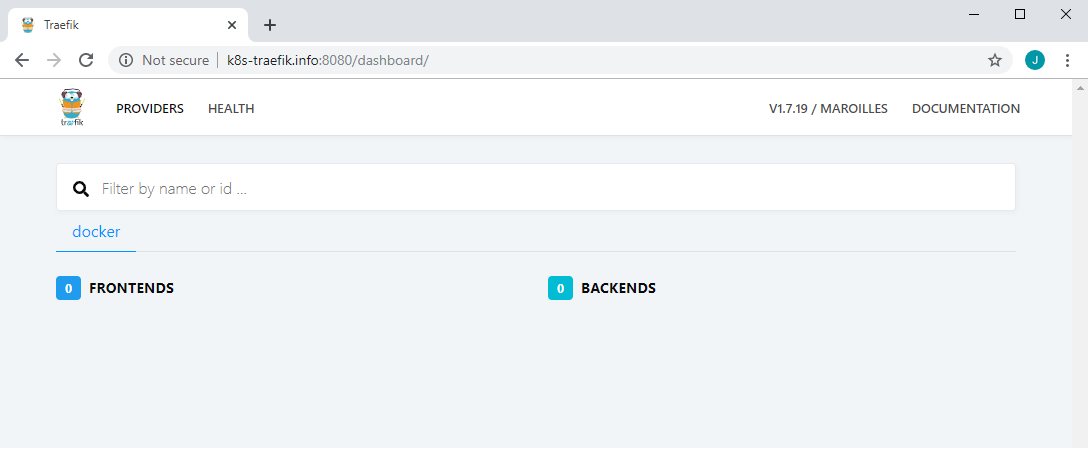 Traefik
Not secure | k8s-traefik.info:8080/dashboard/
J
træfik
PROVIDERS HEALTH V1.7.19 / MAROILLES DOCUMENTATION
Filter by name or id ...
docker
0 FRONTENDS 0 BACKENDS